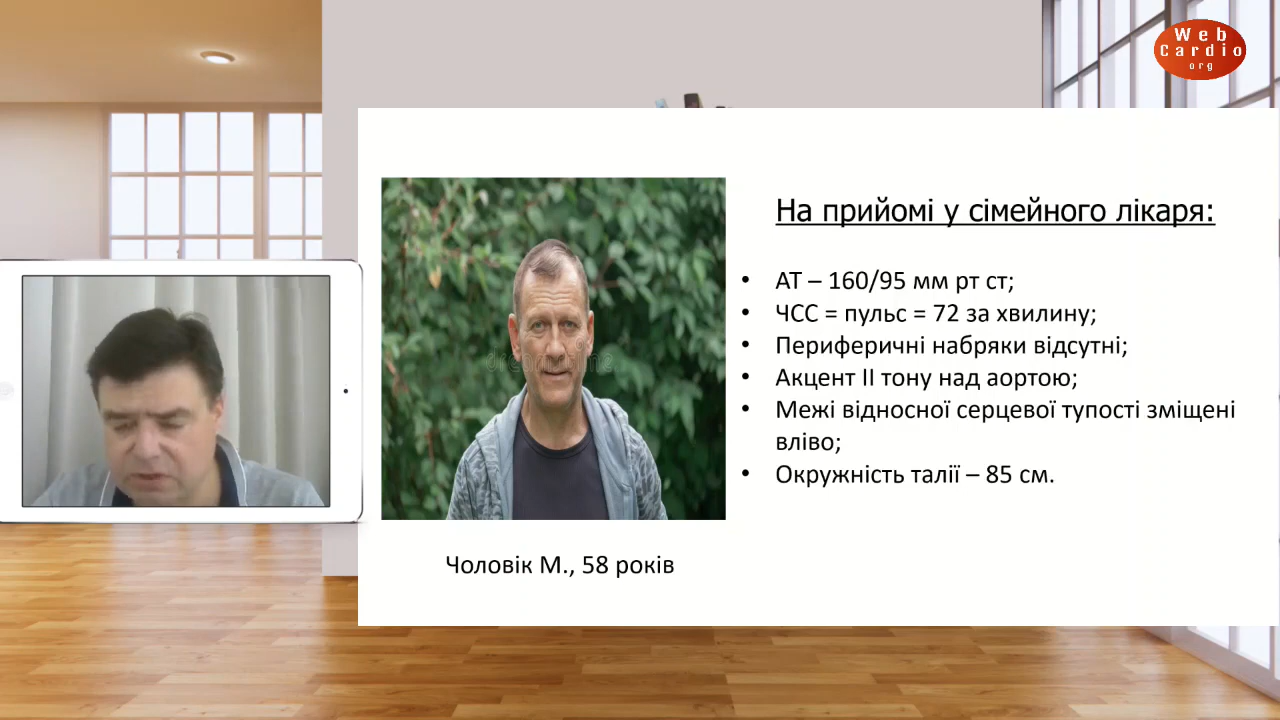 Web
Cardio
org
На прийомі у сімейного лікаря:
• АТ – 160/95 мм рт ст;
• ЧСС = пульс = 72 за хвилину;
• Периферичні набряки відсутні;
• Акцент ІІ тону над аортою;
• Межі відносної серцевої тупості зміщені
вліво;
• Окружність талії – 85 см.
dreamstime
Чоловік М., 58 років